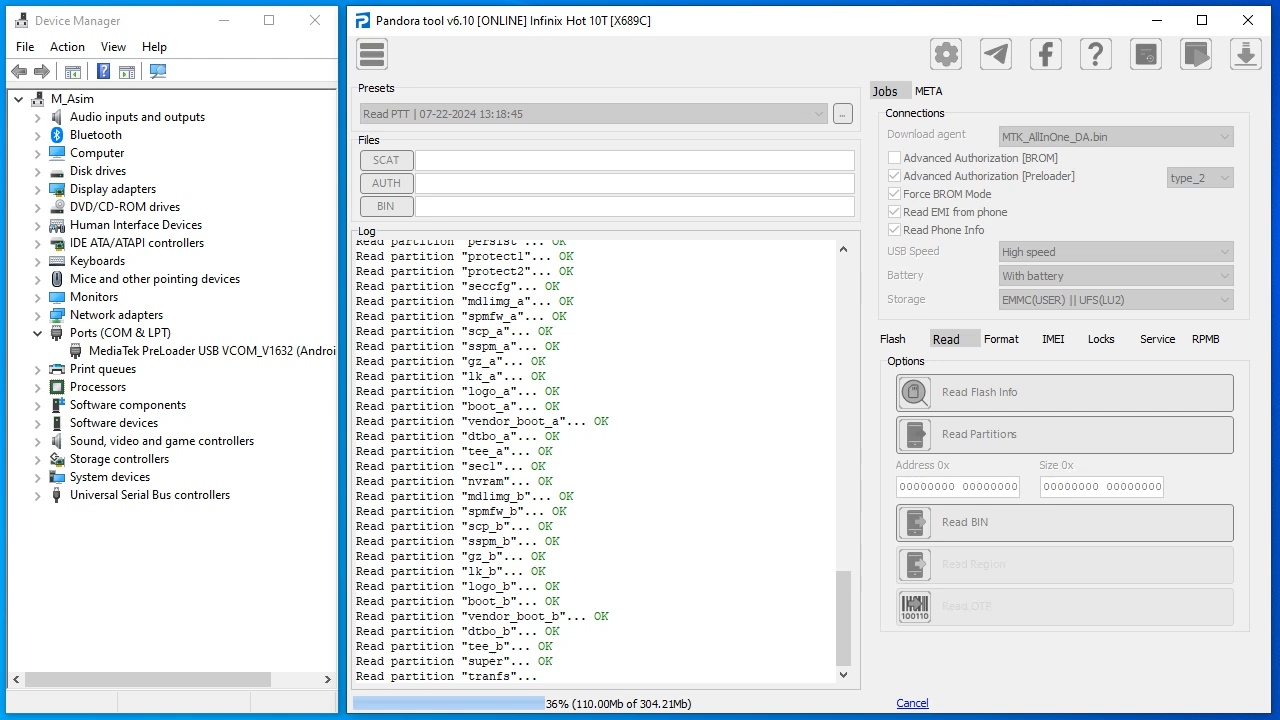 Device Manager
File Action View Help
M_Asim
Audio inputs and outputs
Bluetooth
Computer
Disk drives
Display adapters
DVD/CD-ROM drives
Human Interface Devices
IDE ATA/ATAPI controllers
Keyboards
Mice and other pointing devices
Monitors
Network adapters
Ports (COM & LPT)
MediaTek PreLoader USB VCOM_V1632 (Androi
Print queues
Processors
Software components
Software devices
Sound, video and game controllers
Storage controllers
System devices
Universal Serial Bus controllers
Pandora tool v6.10 [ONLINE] Infinix Hot 10T [X689C]
Presets
Read PTT | 07-22-2024 13:18:45
...
Files
SCAT
AUTH
BIN
Log
Read partition "persist"... OK
Read partition "protect1"... OK
Read partition "protect2"... OK
Read partition "seccfg"... OK
Read partition "md1img_a"... OK
Read partition "spmfw_a"... OK
Read partition "scp_a"... OK
Read partition "sspm_a"... OK
Read partition "gz_a"... OK
Read partition "lk_a"... OK
Read partition "logo_a"... OK
Read partition "boot_a"... OK
Read partition "vendor_boot_a"... OK
Read partition "dtbo_a"... OK
Read partition "tee_a"... OK
Read partition "sec1"... OK
Read partition "nvram"... OK
Read partition "md1img_b"... OK
Read partition "spmfw_b"... OK
Read partition "scp_b"... OK
Read partition "sspm_b"... OK
Read partition "gz_b"... OK
Read partition "lk_b"... OK
Read partition "logo_b"... OK
Read partition "boot_b"... OK
Read partition "vendor_boot_b"... OK
Read partition "dtbo_b"... OK
Read partition "tee_b"... OK
Read partition "super"... OK
Read partition "tranfs"...
36% (110.00Mb of 304.21Mb)
Jobs META
Connections
Download agent MTK_AllInOne_DA.bin
Advanced Authorization [BROM]
Advanced Authorization [Preloader] type_2
Force BROM Mode
Read EMI from phone
Read Phone Info
USB Speed High speed
Battery With battery
Storage EMMC(USER) || UFS(LU2)
Flash Read Format IMEI Locks Service RPMB
Options
Read Flash Info
Read Partitions
Address 0x Size 0x
00000000 00000000 00000000 00000000
Read BIN
Read Region
100110 Read OTP
Cancel